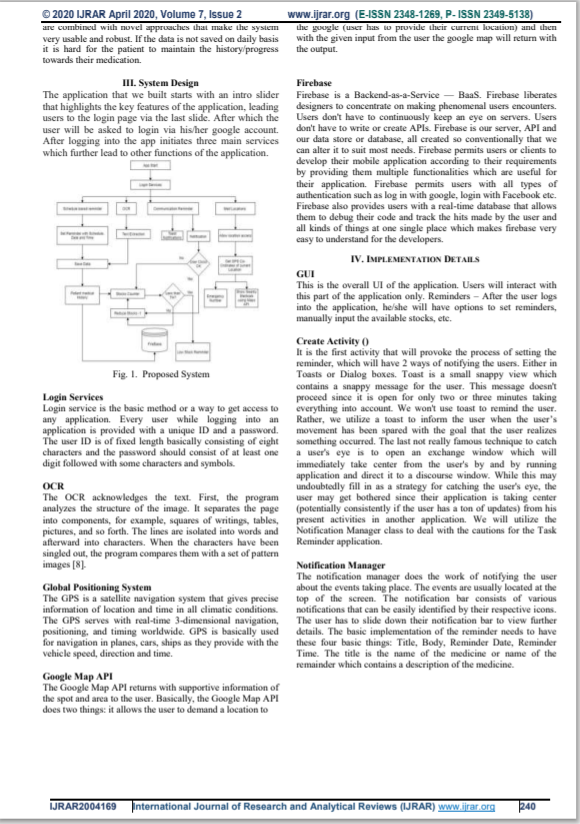 © 2020 IJRAR April 2020, Volume 7, Issue 2 www.ijrar.org (E-ISSN 2348-1269, P- ISSN 2349-5138)
are combined with novel approaches that make the system
very usable and robust. If the data is not saved on daily basis
it is hard for the patient to maintain the history/progress
towards their medication.
III. System Design
The application that we built starts with an intro slider
that highlights the key features of the application, leading
users to the login page via the last slide. After which the
user will be asked to login via his/her google account.
After logging into the app initiates three main services
which further lead to other functions of the application.
App Start
Login Services
Schedule based reminder
OCR
Communication Reminder
Set Reminder with Schedule
Date and Time
Text Extraction
Notification
Save Data
Patient medical
history
Stocks Counter
Reduce Stocks -1
Emergency
Number
Firebase
Low Stock Reminder
Fig. 1. Proposed System
Login Services
Login service is the basic method or a way to get access to
any application. Every user while logging into an
application is provided with a unique ID and a password.
The user ID is of fixed length basically consisting of eight
characters and the password should consist of at least one
digit followed with some characters and symbols.
OCR
The OCR acknowledges the text. First, the program
analyzes the structure of the image. It separates the page
into components, for example, squares of writings, tables,
pictures, and so forth. The lines are isolated into words and
afterward into characters. When the characters have been
singled out, the program compares them with a set of pattern
images [8].
Global Positioning System
The GPS is a satellite navigation system that gives precise
information of location and time in all climatic conditions.
The GPS serves with real-time 3-dimensional navigation,
positioning, and timing worldwide. GPS is basically used
for navigation in planes, cars, ships as they provide with the
vehicle speed, direction and time.
Google Map API
The Google Map API returns with supportive information of
the spot and area to the user. Basically, the Google Map API
does two things: it allows the user to demand a location to
the google (user has to provide their current location) and then
with the given input from the user the google map will return with
the output.
Firebase
Firebase is a Backend-as-a-Service — BaaS. Firebase liberates
designers to concentrate on making phenomenal users encounters.
Users don't have to continuously keep an eye on servers. Users
don't have to write or create APIs. Firebase is our server, API and
our data store or database, all created so conventionally that we
can alter it to suit most needs. Firebase permits users or clients to
develop their mobile application according to their requirements
by providing them multiple functionalities which are useful for
their application. Firebase permits users with all types of
authentication such as log in with google, login with Facebook etc.
Firebase also provides users with a real-time database that allows
them to debug their code and track the hits made by the user and
all kinds of things at one single place which makes firebase very
easy to understand for the developers.
IV. IMPLEMENTATION DETAILS
GUI
This is the overall UI of the application. Users will interact with
this part of the application only. Reminders – After the user logs
into the application, he/she will have options to set reminders,
manually input the available stocks, etc.
Create Activity ()
It is the first activity that will provoke the process of setting the
reminder, which will have 2 ways of notifying the users. Either in
Toasts or Dialog boxes. Toast is a small snappy view which
contains a snappy message for the user. This message doesn't
proceed since it is open for only two or three minutes taking
everything into account. We won't use toast to remind the user.
Rather, we utilize a toast to inform the user when the user's
movement has been spared with the goal that the user realizes
something occurred. The last not really famous technique to catch
a user's eye is to open an exchange window which will
immediately take center from the user's by and by running
application and direct it to a discourse window. While this may
undoubtedly fill in as a strategy for catching the user's eye, the
user may get bothered since their application is taking center
(potentially consistently if the user has a ton of updates) from his
present activities in another application. We will utilize the
Notification Manager class to deal with the cautions for the Task
Reminder application.
Notification Manager
The notification manager does the work of notifying the user
about the events taking place. The events are usually located at the
top of the screen. The notification bar consists of various
notifications that can be easily identified by their respective icons.
The user has to slide down their notification bar to view further
details. The basic implementation of the reminder needs to have
these four basic things: Title, Body, Reminder Date, Reminder
Time. The title is the name of the medicine or name of the
remainder which contains a description of the medicine.
IJRAR2004169 International Journal of Research and Analytical Reviews (IJRAR) www.ijrar.org 240